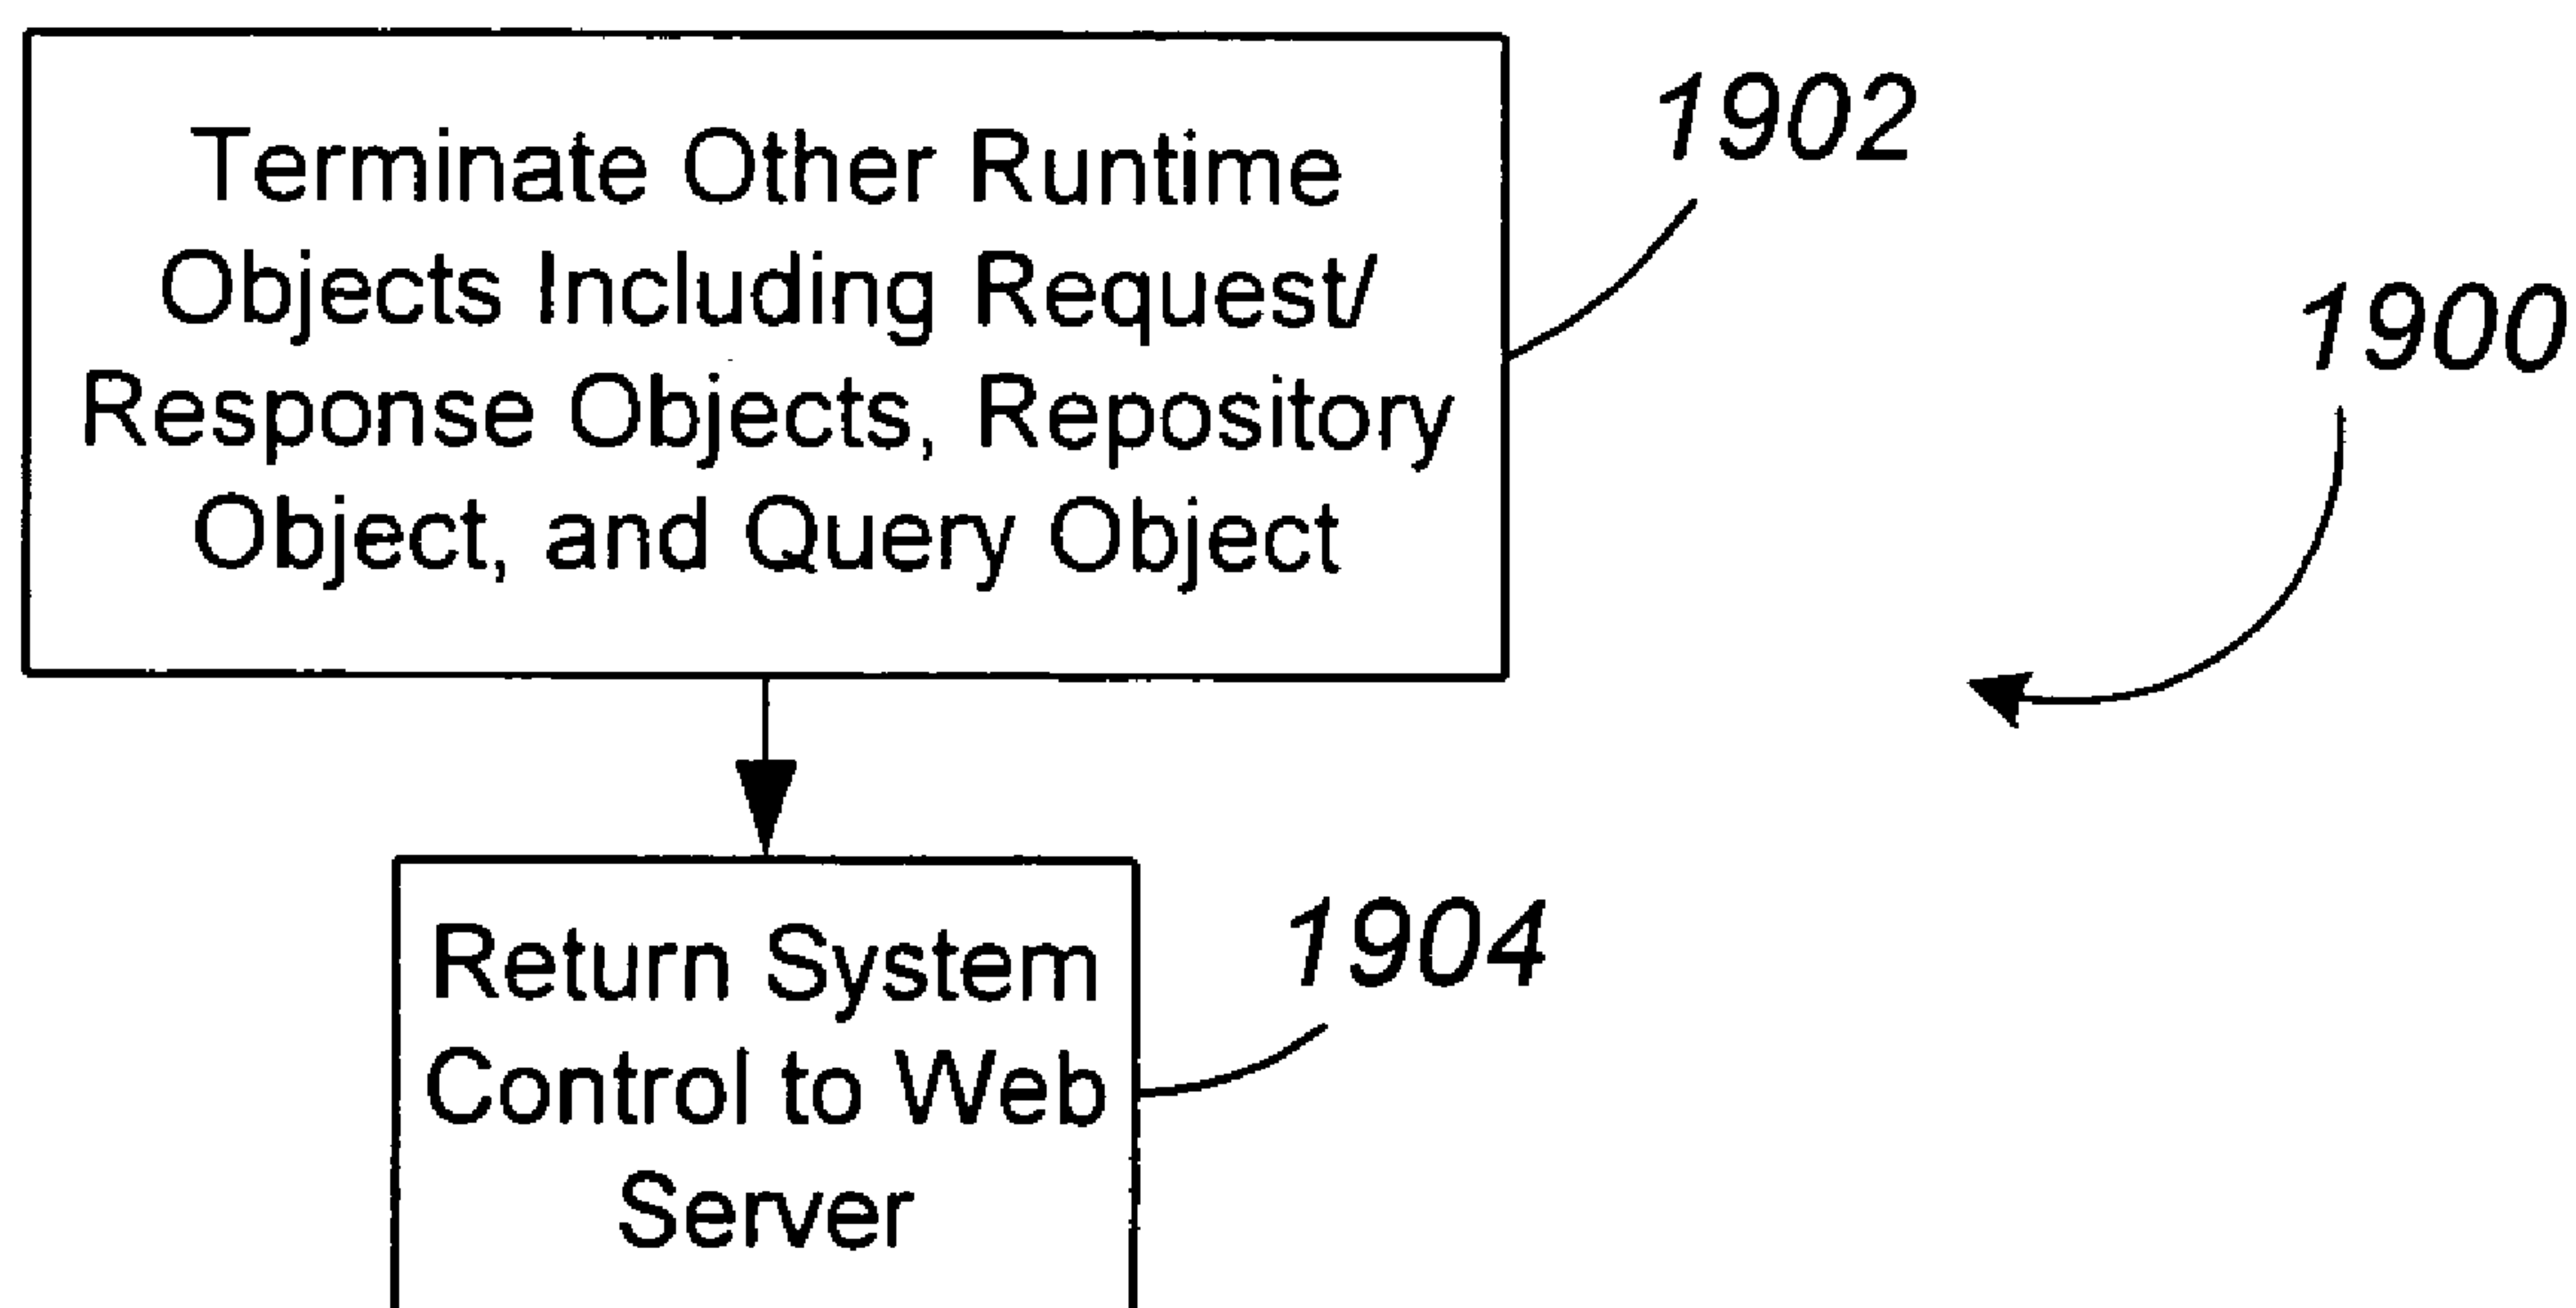 Terminate Other Runtime
Objects Including Request/
Response Objects, Repository
Object, and Query Object
1902
1900
Return System
Control to Web
Server
1904